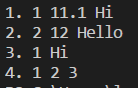 1. 1 11.1 Hi
2. 2 12 Hello
3. 1 Hi
4. 1 2 3